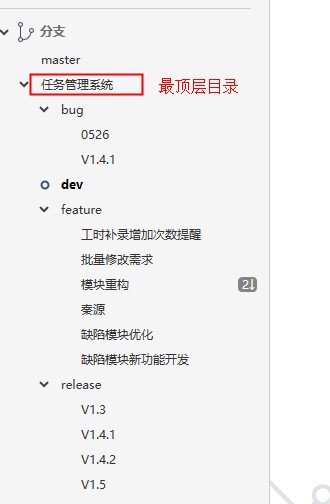 分支
master
任务管理系统 最顶层目录
bug
0526
V1.4.1
dev
feature
工时补录增加次数提醒
批量修改需求
模块重构 2↓
秦源
缺陷模块优化
缺陷模块新功能开发
release
V1.3
V1.4.1
V1.4.2
V1.5